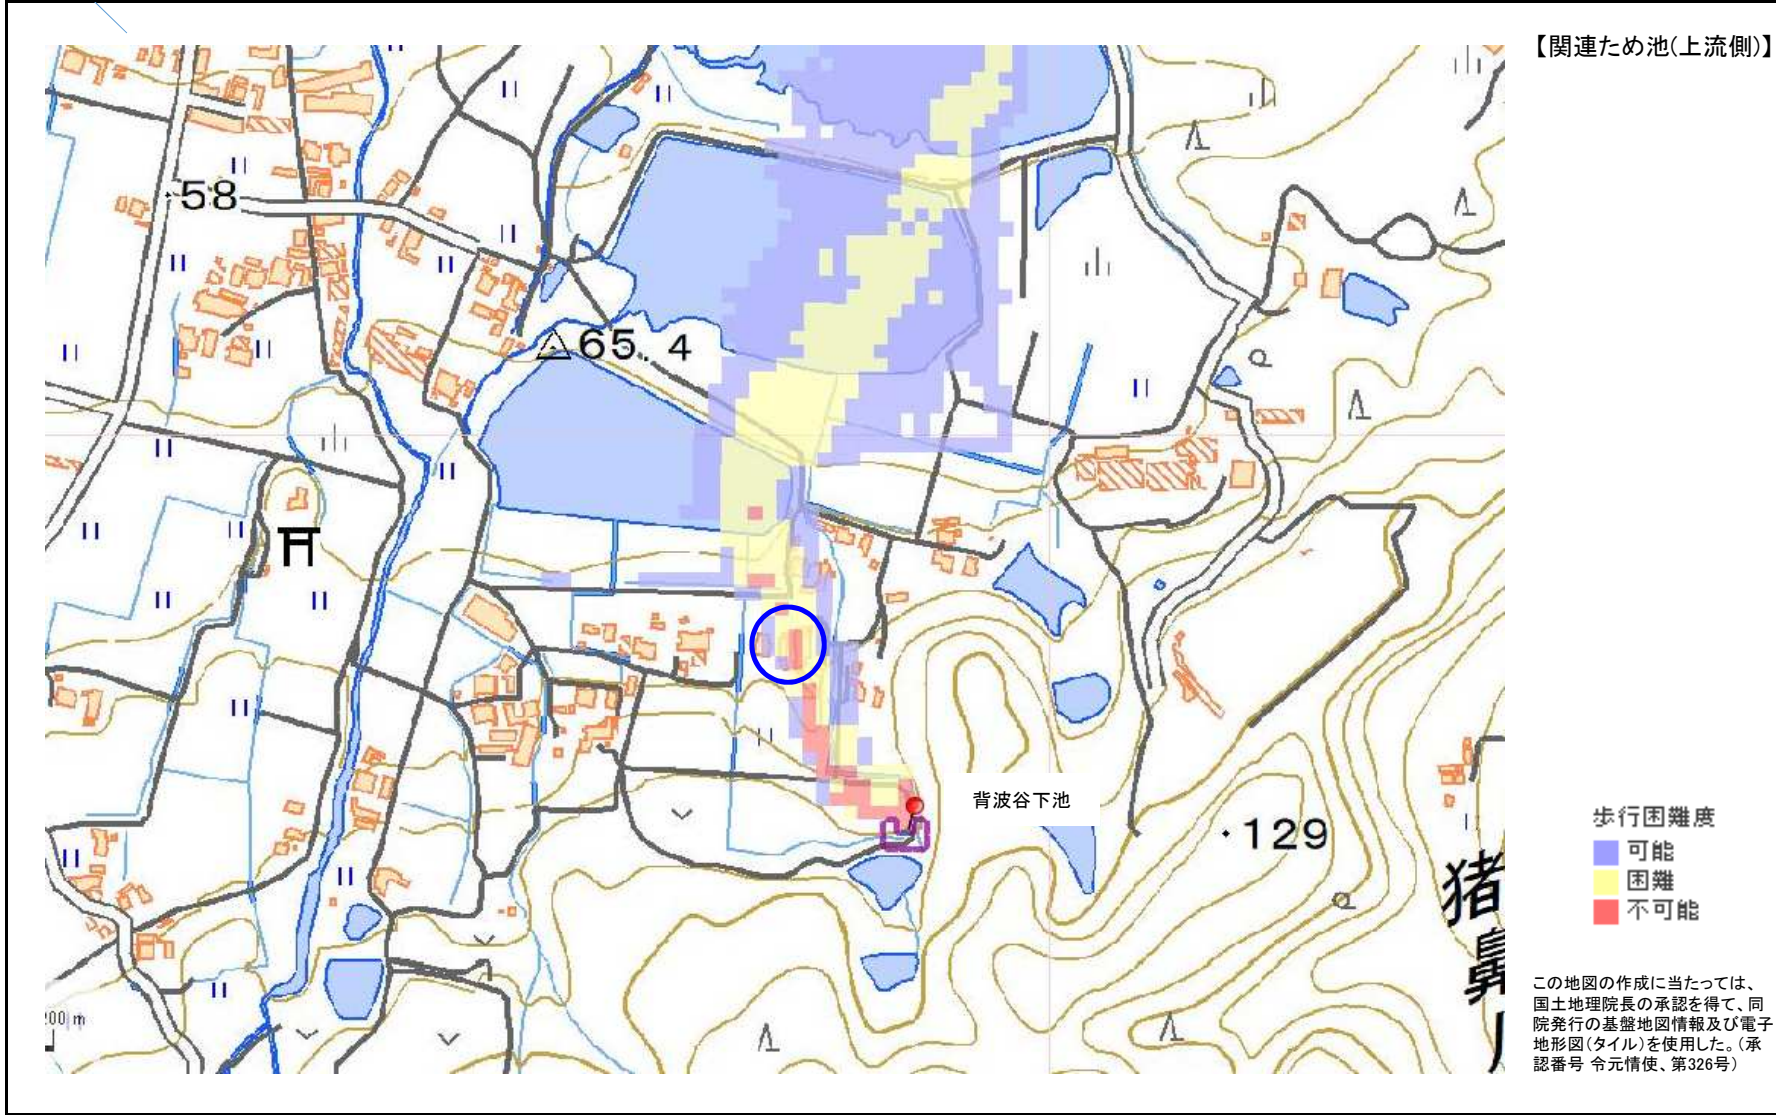 【関連ため池(上流側)】
58
65.4
背波谷下池
129
猪
鼻
歩行困難度
可能
困難
不可能
この地図の作成に当たっては、
国土地理院長の承認を得て、同
院発行の基盤地図情報及び電子
地形図(タイル)を使用した。(承
認番号 令元情使、第326号)
200 m